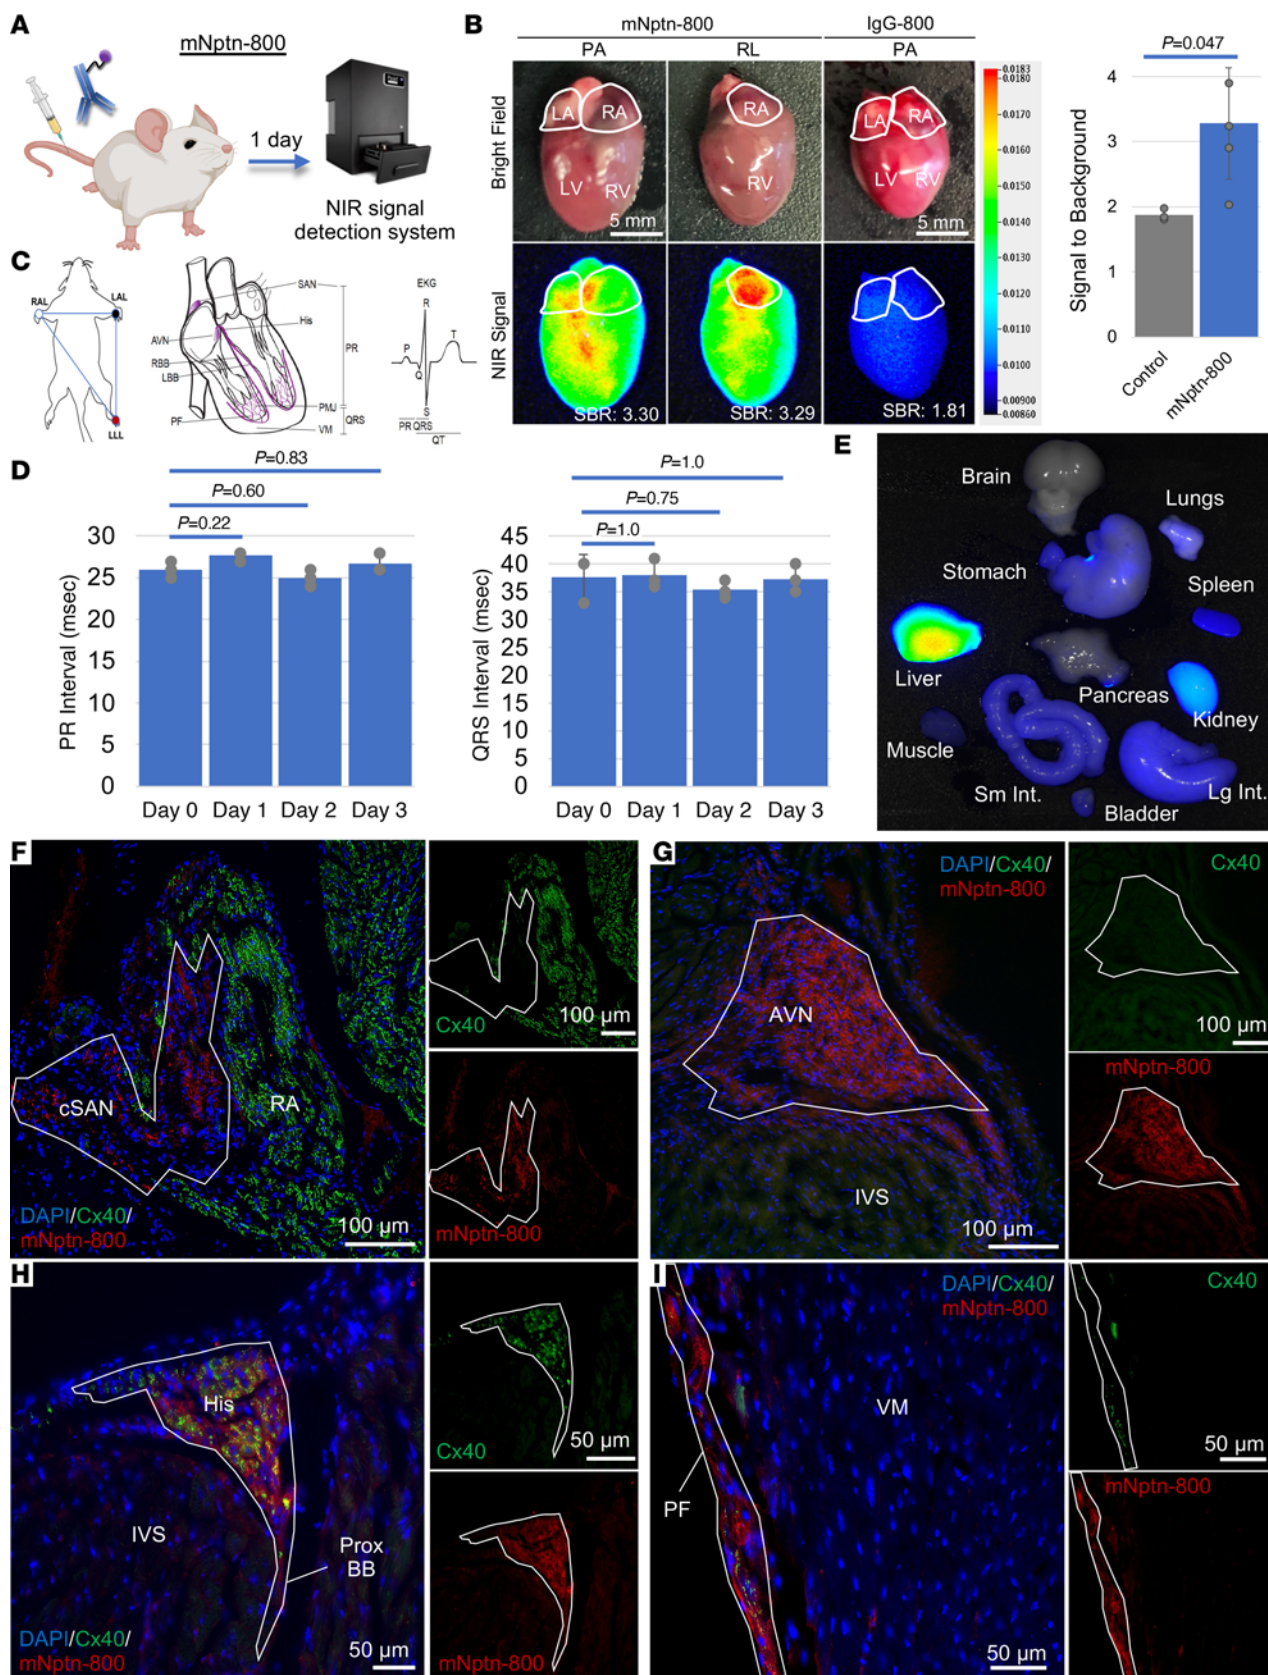 A
mNptn-800
1 day
NIR signal
detection system
B
mNptn-800
IgG-800
PA
RL
PA
Bright Field
LA
RA
LV
RV
5 mm
RA
RV
LA
RA
LV
RV
5 mm
NIR Signal
SBR: 3.30
SBR: 3.29
SBR: 1.81
0.0183
0.0180
0.0170
0.0160
0.0150
0.0140
0.0130
0.0120
0.0110
0.0100
0.00900
0.00860
P=0.047
Signal to Background
4
3
2
1
0
Control
mNptn-800
C
RAL
LAL
LLL
SAN
His
AVN
RBB
LBB
PF
PMJ
VM
PR
QRS
EKG
R
P
T
Q
S
PR
QRS
QT
D
P=0.83
P=0.60
P=0.22
PR Interval (msec)
30
25
20
15
10
5
0
Day 0
Day 1
Day 2
Day 3
P=1.0
P=0.75
P=1.0
QRS Interval (msec)
45
40
35
30
25
20
15
10
5
0
Day 0
Day 1
Day 2
Day 3
E
Brain
Lungs
Stomach
Spleen
Liver
Pancreas
Kidney
Muscle
Sm Int.
Bladder
Lg Int.
F
cSAN
RA
DAPI/Cx40/
mNptn-800
100 µm
Cx40
100 µm
mNptn-800
G
DAPI/Cx40/
mNptn-800
AVN
IVS
100 µm
Cx40
100 µm
mNptn-800
H
His
IVS
Prox
BB
DAPI/Cx40/
mNptn-800
50 µm
Cx40
50 µm
mNptn-800
I
DAPI/Cx40/
mNptn-800
VM
PF
50 µm
Cx40
50 µm
mNptn-800